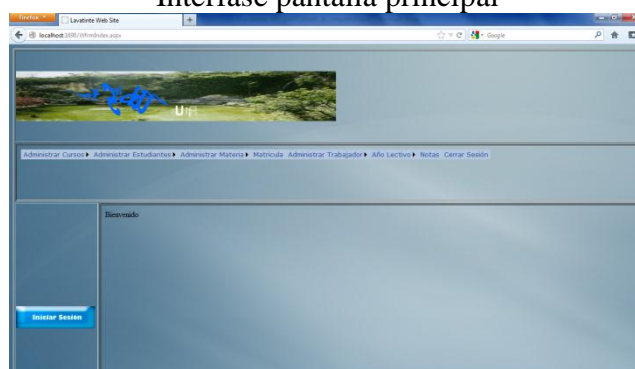 Interfase pantalla principal
Firefox
Lavatinte Web Site
Google
Administrar Cursos Administrar Estudiantes Administrar Materia Matricula Administrar Trabajador Año Lectivo Notas Cerrar Sesión
Bienvenido
Iniciar Sesión